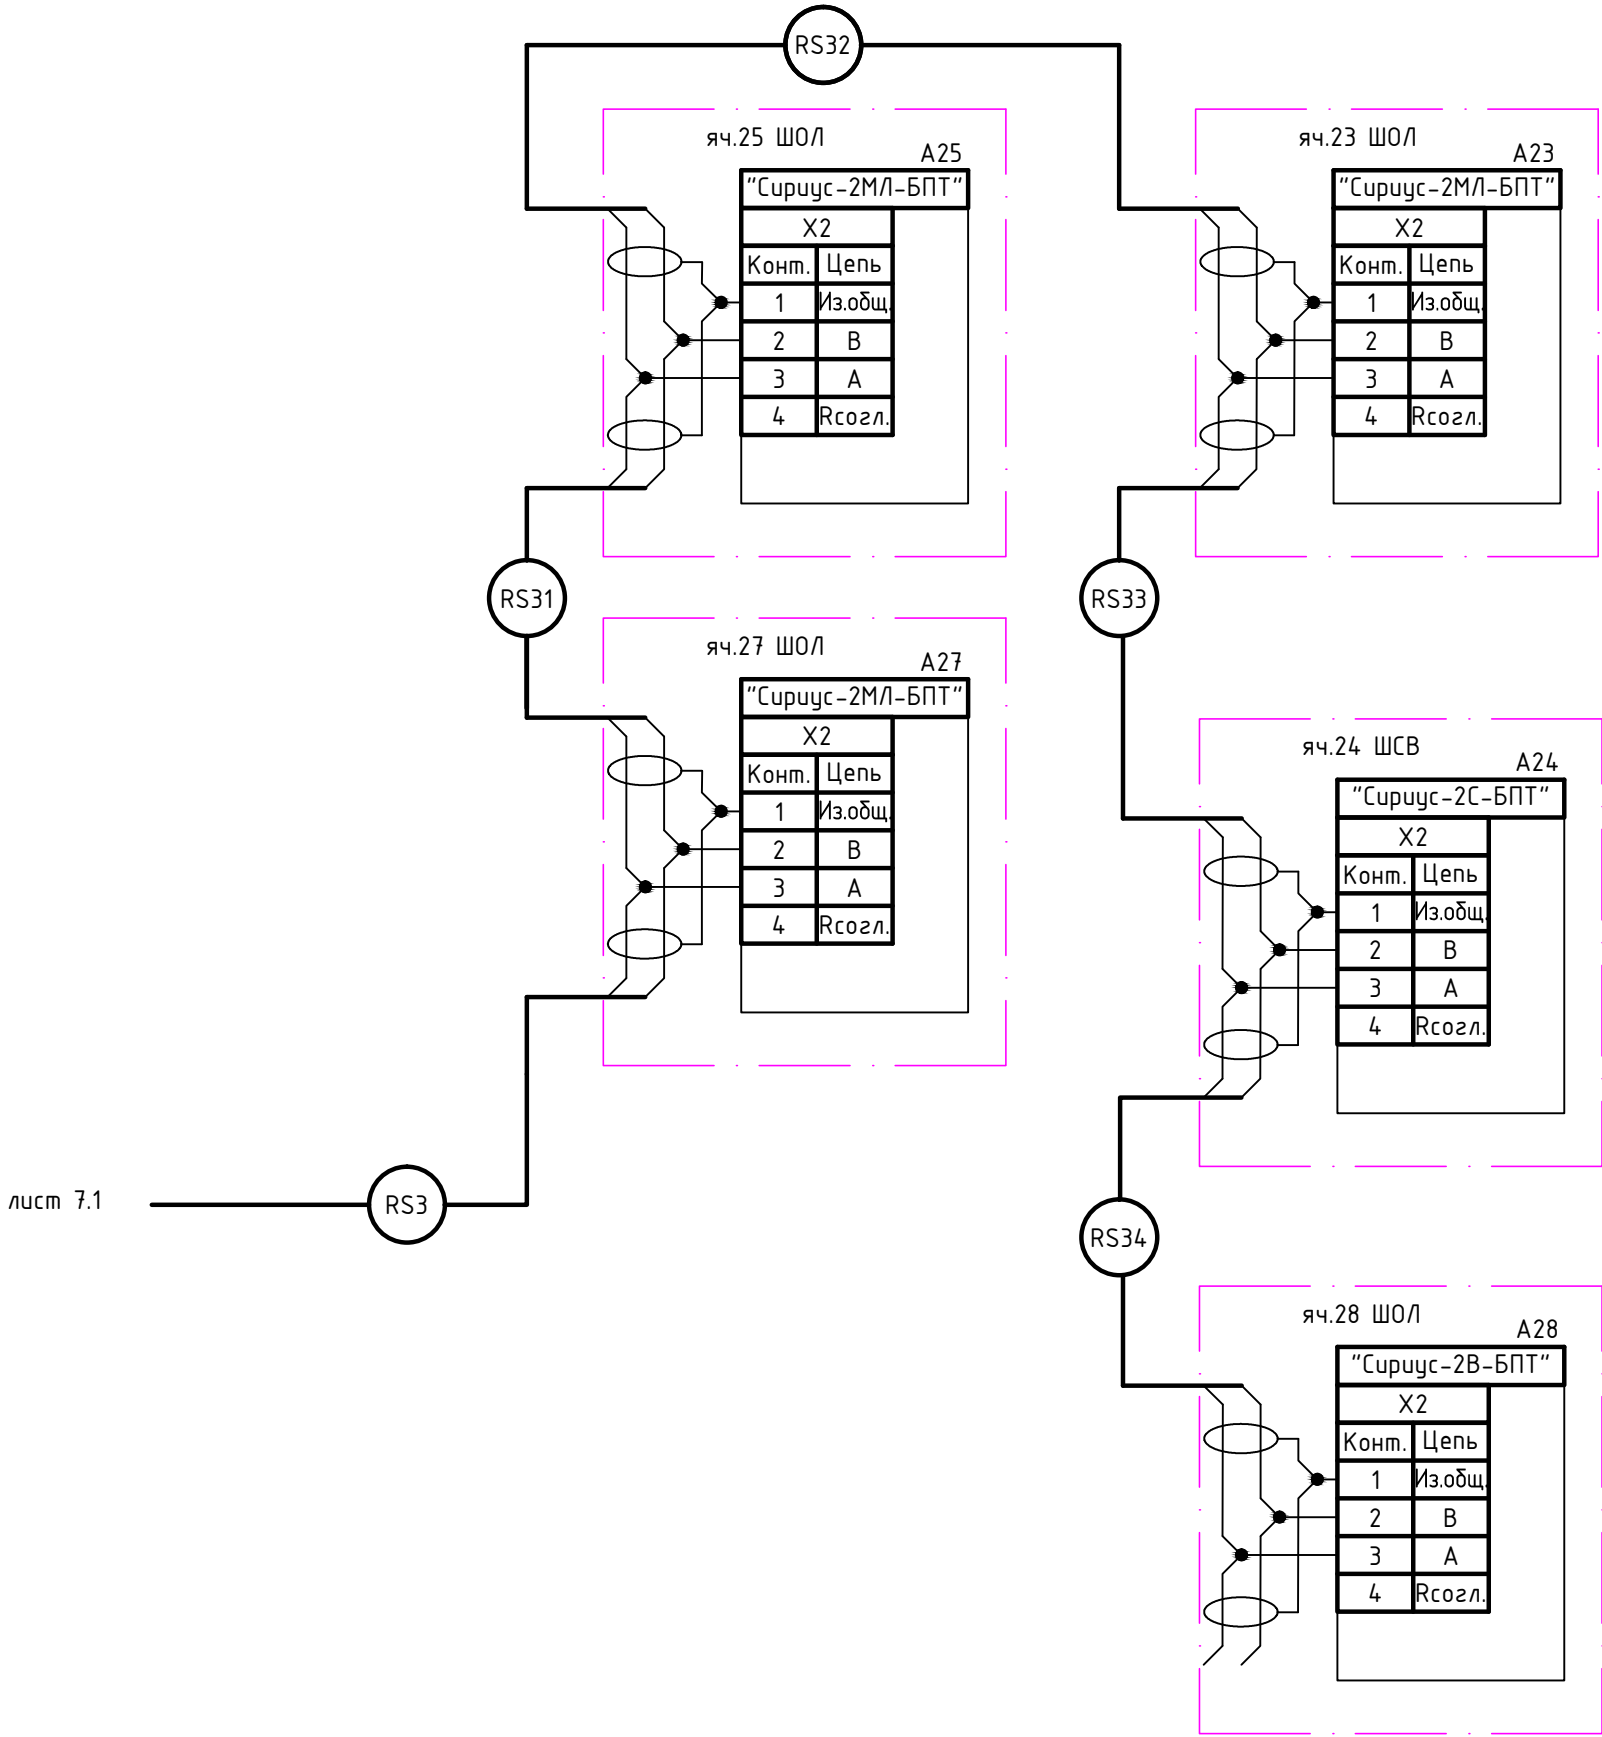 RS32
яч.25 ШОЛ
A25
"Сириус-2МЛ-БПТ"
X2
Конт. Цепь
1 Из.общ.
2 B
3 A
4 Rсогл.
RS31
яч.27 ШОЛ
A27
"Сириус-2МЛ-БПТ"
X2
Конт. Цепь
1 Из.общ.
2 B
3 A
4 Rсогл.
лист 7.1
RS3
яч.23 ШОЛ
A23
"Сириус-2МЛ-БПТ"
X2
Конт. Цепь
1 Из.общ.
2 B
3 A
4 Rсогл.
RS33
яч.24 ШСВ
A24
"Сириус-2С-БПТ"
X2
Конт. Цепь
1 Из.общ.
2 B
3 A
4 Rсогл.
RS34
яч.28 ШОЛ
A28
"Сириус-2В-БПТ"
X2
Конт. Цепь
1 Из.общ.
2 B
3 A
4 Rсогл.